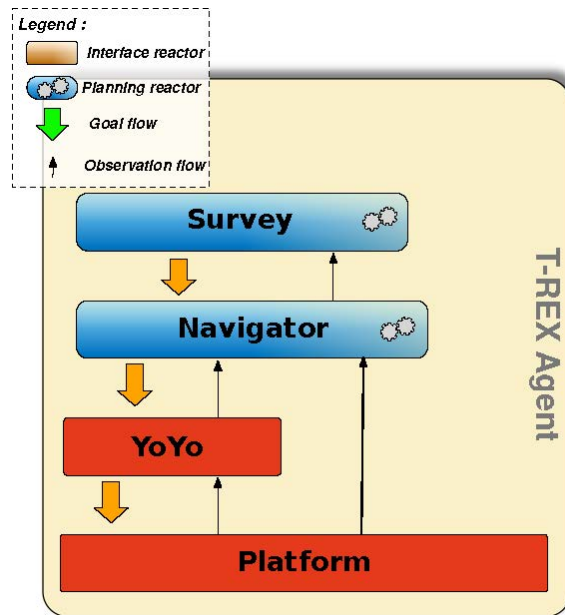 Legend :
Interface reactor
Planning reactor
Goal flow
Observation flow
Survey
Navigator
YoYo
Platform
T-REX Agent